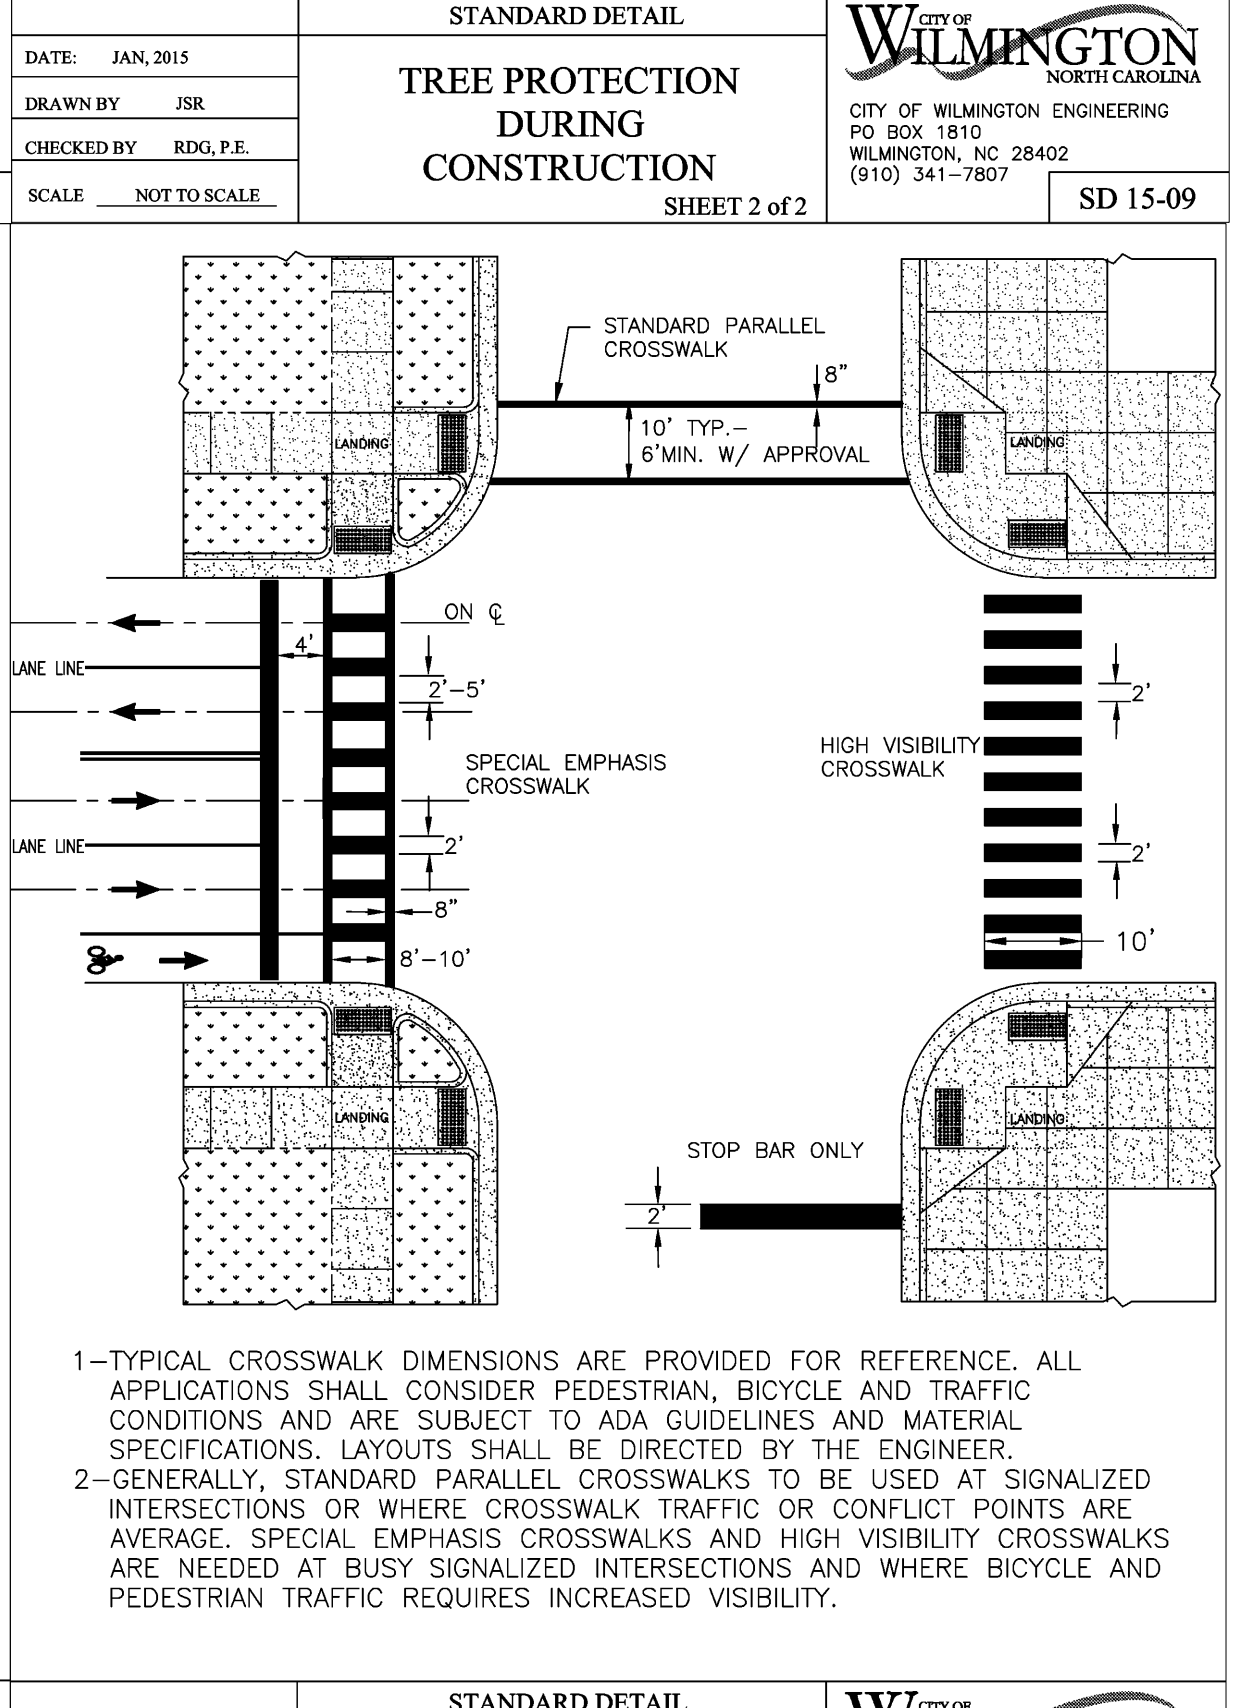 STANDARD DETAIL
DATE: JAN, 2015
DRAWN BY JSR
CHECKED BY RDG, P.E.
SCALE NOT TO SCALE
TREE PROTECTION
DURING
CONSTRUCTION
SHEET 2 of 2
CITY OF
WILMINGTON
NORTH CAROLINA
CITY OF WILMINGTON ENGINEERING
PO BOX 1810
WILMINGTON, NC 28402
(910) 341-7807
SD 15-09
STANDARD PARALLEL
CROSSWALK
8"
10' TYP.-
6'MIN. W/ APPROVAL
LANDING
LANDING
ON ℄
4'
LANE LINE
2'-5'
2'
HIGH VISIBILITY
CROSSWALK
SPECIAL EMPHASIS
CROSSWALK
LANE LINE
2'
2'
8"
8'-10'
10'
LANDING
LANDING
STOP BAR ONLY
2'
1-TYPICAL CROSSWALK DIMENSIONS ARE PROVIDED FOR REFERENCE. ALL
APPLICATIONS SHALL CONSIDER PEDESTRIAN, BICYCLE AND TRAFFIC
CONDITIONS AND ARE SUBJECT TO ADA GUIDELINES AND MATERIAL
SPECIFICATIONS. LAYOUTS SHALL BE DIRECTED BY THE ENGINEER.
2-GENERALLY, STANDARD PARALLEL CROSSWALKS TO BE USED AT SIGNALIZED
INTERSECTIONS OR WHERE CROSSWALK TRAFFIC OR CONFLICT POINTS ARE
AVERAGE. SPECIAL EMPHASIS CROSSWALKS AND HIGH VISIBILITY CROSSWALKS
ARE NEEDED AT BUSY SIGNALIZED INTERSECTIONS AND WHERE BICYCLE AND
PEDESTRIAN TRAFFIC REQUIRES INCREASED VISIBILITY.
STANDARD DETAIL
CITY OF